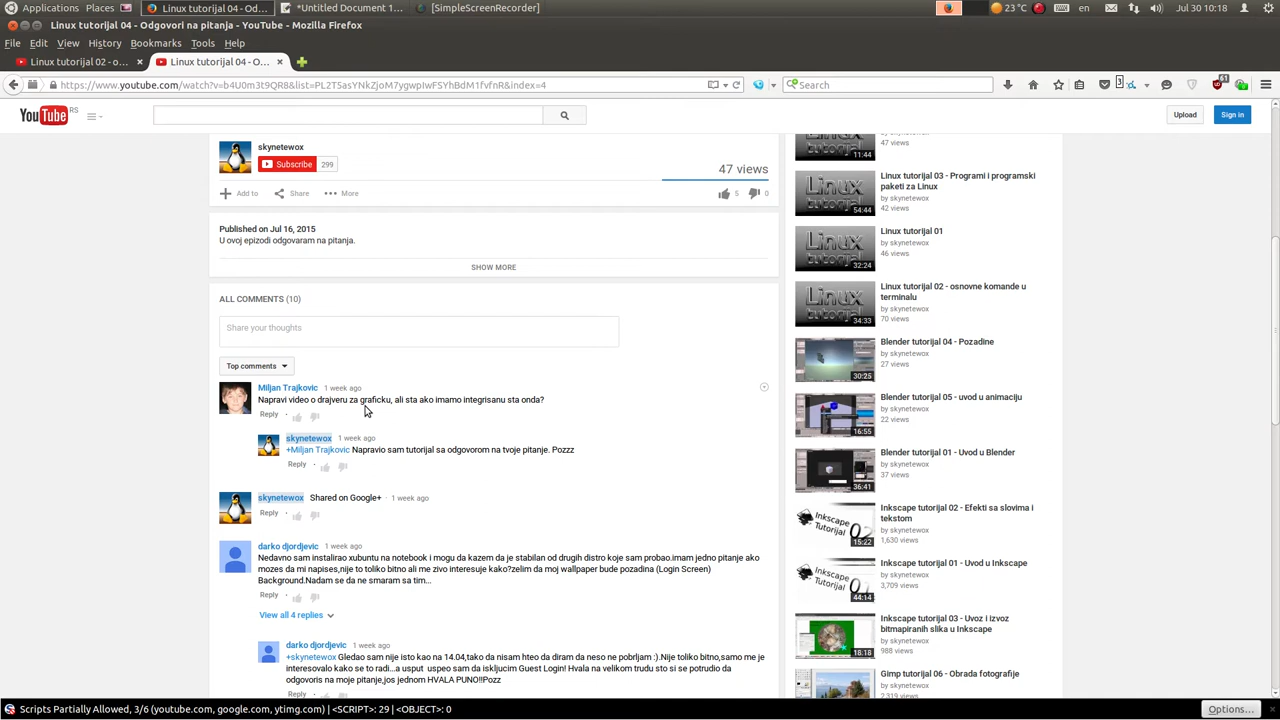 Applications Places Linux tutorijal 04 - Od... *Untitled Document 1... [SimpleScreenRecorder] 23 °C en Jul 30 10:18
Linux tutorijal 04 - Odgovori na pitanja - YouTube - Mozilla Firefox
File Edit View History Bookmarks Tools Help
Linux tutorijal 02 - o... × Linux tutorijal 04 - O... ×
https://www.youtube.com/watch?v=b4U0m3t9QR8&list=PL2T5asYNkZjoM7ygwpIwFSYhBdM1fvfnR&index=4
Search
3
61
YouTube RS
Upload
Sign in
skynetewox
Subscribe 299
47 views
Add to Share More
5 0
Published on Jul 16, 2015
U ovoj epizodi odgovaram na pitanja.
SHOW MORE
ALL COMMENTS (10)
Share your thoughts
Top comments
Miljan Trajkovic 1 week ago
Napravi video o drajveru za graficku, ali sta ako imamo integrisanu sta onda?
Reply ·
skynetewox 1 week ago
+Miljan Trajkovic Napravio sam tutorijal sa odgovorom na tvoje pitanje. Pozzz
Reply ·
skynetewox Shared on Google+ · 1 week ago
Reply ·
darko djordjevic 1 week ago
Nedavno sam instalirao xubuntu na notebook i mogu da kazem da je stabilan od drugih distro koje sam probao.imam jedno pitanje ako
mozes da mi napises,nije to toliko bitno ali me zivo interesuje kako?zelim da moj wallpaper bude pozadina (Login Screen)
Background.Nadam se da ne smaram sa tim...
Reply ·
View all 4 replies
darko djordjevic 1 week ago
+skynetewox Gledao sam nije isto kao na 14.04,tako da nisam hteo da diram da neso ne pobrljam :).Nije toliko bitno,samo me je
interesovalo kako se to radi...a usput uspeo sam da iskljucim Guest Login! Hvala na velikom trudu sto si se potrudio da
odgovoris na moje pitanje,jos jednom HVALA PUNO!!Pozz
Reply ·
by skynetewox
47 views
11:44
Linux tutorijal 03 - Programi i programski
paketi za Linux
by skynetewox
42 views
Linux
54:44
Linux tutorijal 01
by skynetewox
46 views
Linux
32:24
Linux tutorijal 02 - osnovne komande u
terminalu
by skynetewox
70 views
Linux
34:33
Blender tutorijal 04 - Pozadine
by skynetewox
27 views
30:25
Blender tutorijal 05 - uvod u animaciju
by skynetewox
22 views
16:55
Blender tutorijal 01 - Uvod u Blender
by skynetewox
37 views
36:41
Inkscape tutorijal 02 - Efekti sa slovima i
tekstom
by skynetewox
1,630 views
Inkscape
Tutorijal 02
15:22
Inkscape tutorijal 01 - Uvod u Inkscape
by skynetewox
3,709 views
Inkscape
Tutorijal 01
44:14
Inkscape tutorijal 03 - Uvoz i izvoz
bitmapiranih slika u Inkscape
by skynetewox
988 views
18:18
Gimp tutorijal 06 - Obrada fotografije
by skynetewox
2,319 views
Scripts Partially Allowed, 3/6 (youtube.com, google.com, ytimg.com) | <SCRIPT>: 29 | <OBJECT>: 0
Options...